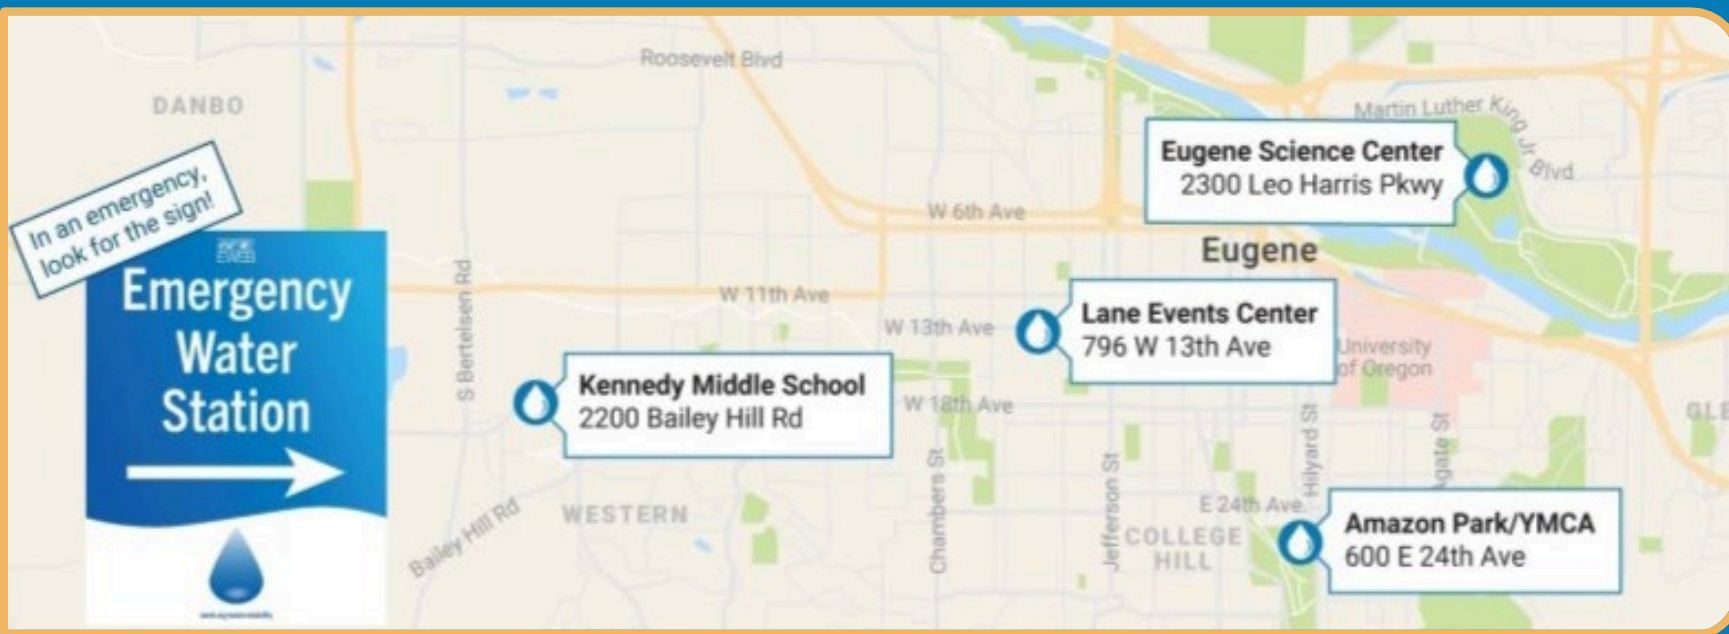 Roosevelt Blvd
DANBO
Martin Luther King Jr Blvd
In an emergency,
look for the sign!
Eugene Science Center
2300 Leo Harris Pkwy
W 6th Ave
Eugene
EWEB
Emergency
Water
Station
S Bertelsen Rd
W 11th Ave
W 13th Ave
Lane Events Center
796 W 13th Ave
University
of Oregon
Kennedy Middle School
2200 Bailey Hill Rd
W 18th Ave
Hilyard St
Agate St
Chambers St
Jefferson St
E 24th Ave
WESTERN
Bailey Hill Rd
COLLEGE
HILL
Amazon Park/YMCA
600 E 24th Ave